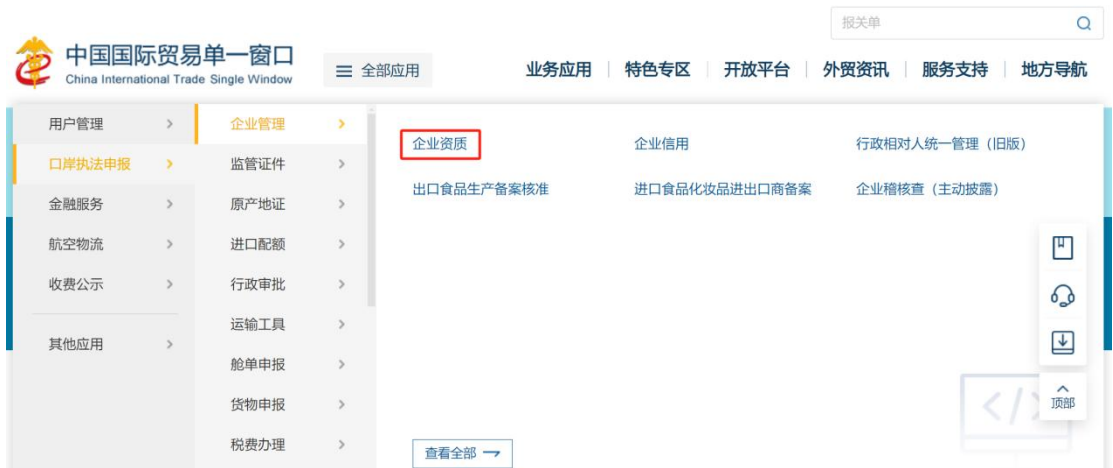 报关单
中国国际贸易单一窗口
China International Trade Single Window
全部应用
业务应用
特色专区
开放平台
外贸资讯
服务支持
地方导航
用户管理
口岸执法申报
金融服务
航空物流
收费公示
其他应用
企业管理
监管证件
原产地证
进口配额
行政审批
运输工具
舱单申报
货物申报
税费办理
企业资质
企业信用
行政相对人统一管理（旧版）
出口食品生产备案核准
进口食品化妆品进出口商备案
企业稽核查（主动披露）
查看全部
顶部